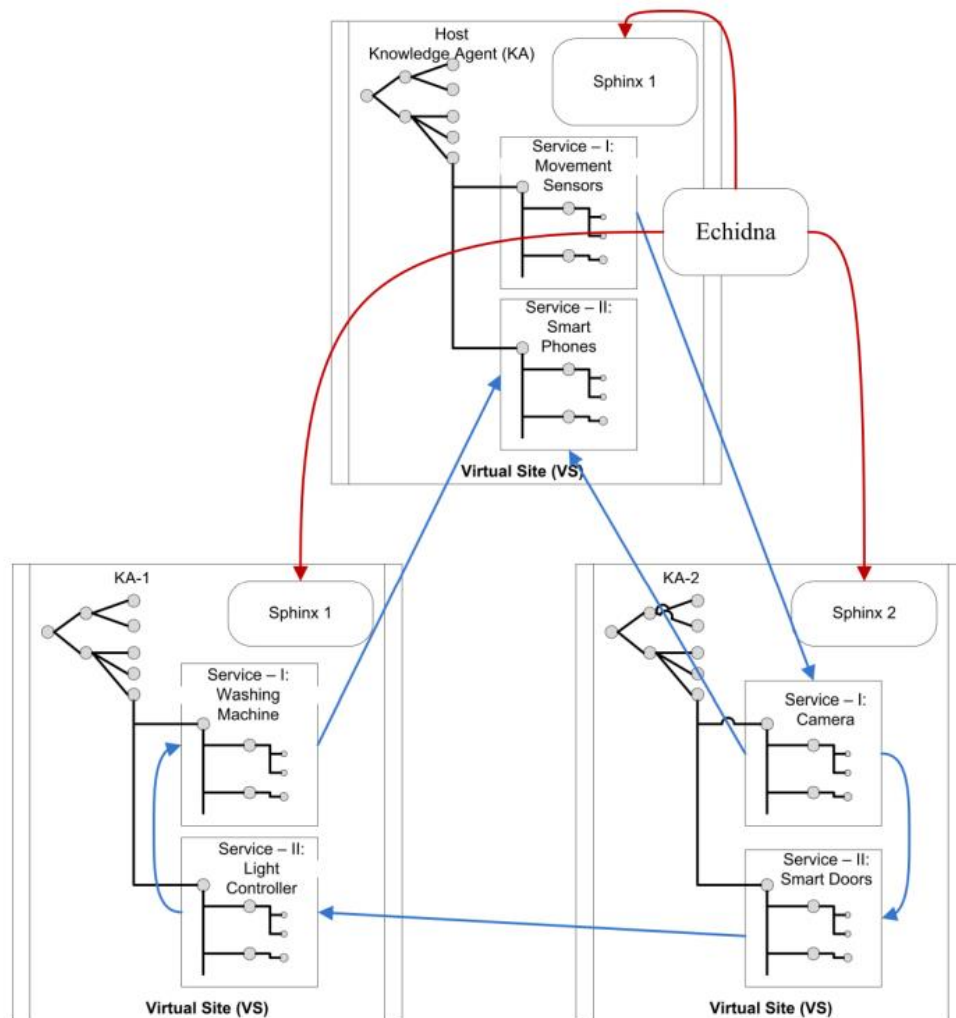 Host
Knowledge Agent (KA)
Sphinx 1
Service – I:
Movement
Sensors
Echidna
Service – II:
Smart
Phones
Virtual Site (VS)
KA-1
Sphinx 1
Service – I:
Washing
Machine
Service – II:
Light
Controller
Virtual Site (VS)
KA-2
Sphinx 2
Service – I:
Camera
Service – II:
Smart Doors
Virtual Site (VS)